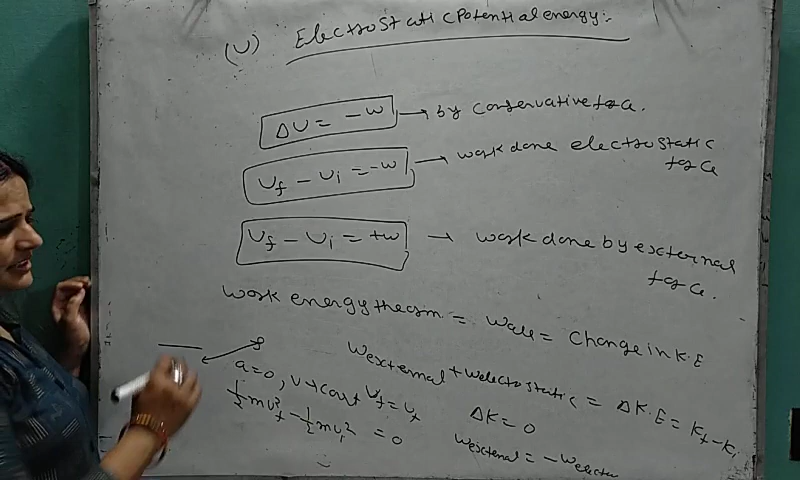 (U) Electrostatic Potential energy:-
ΔU = -W → by conservative force.
Uf - Ui = -W → work done electrostatic force
Uf - Ui = +W → work done by external force.
Work energy theorm = Wall = Change in K.E
Wexternal + Welectrostatic = ΔK.E = Kf - Ki
a=0, V→ const Vf = Vi
ΔK = 0
½mv²f - ½mvi² = 0
Wexternal = -Welectro